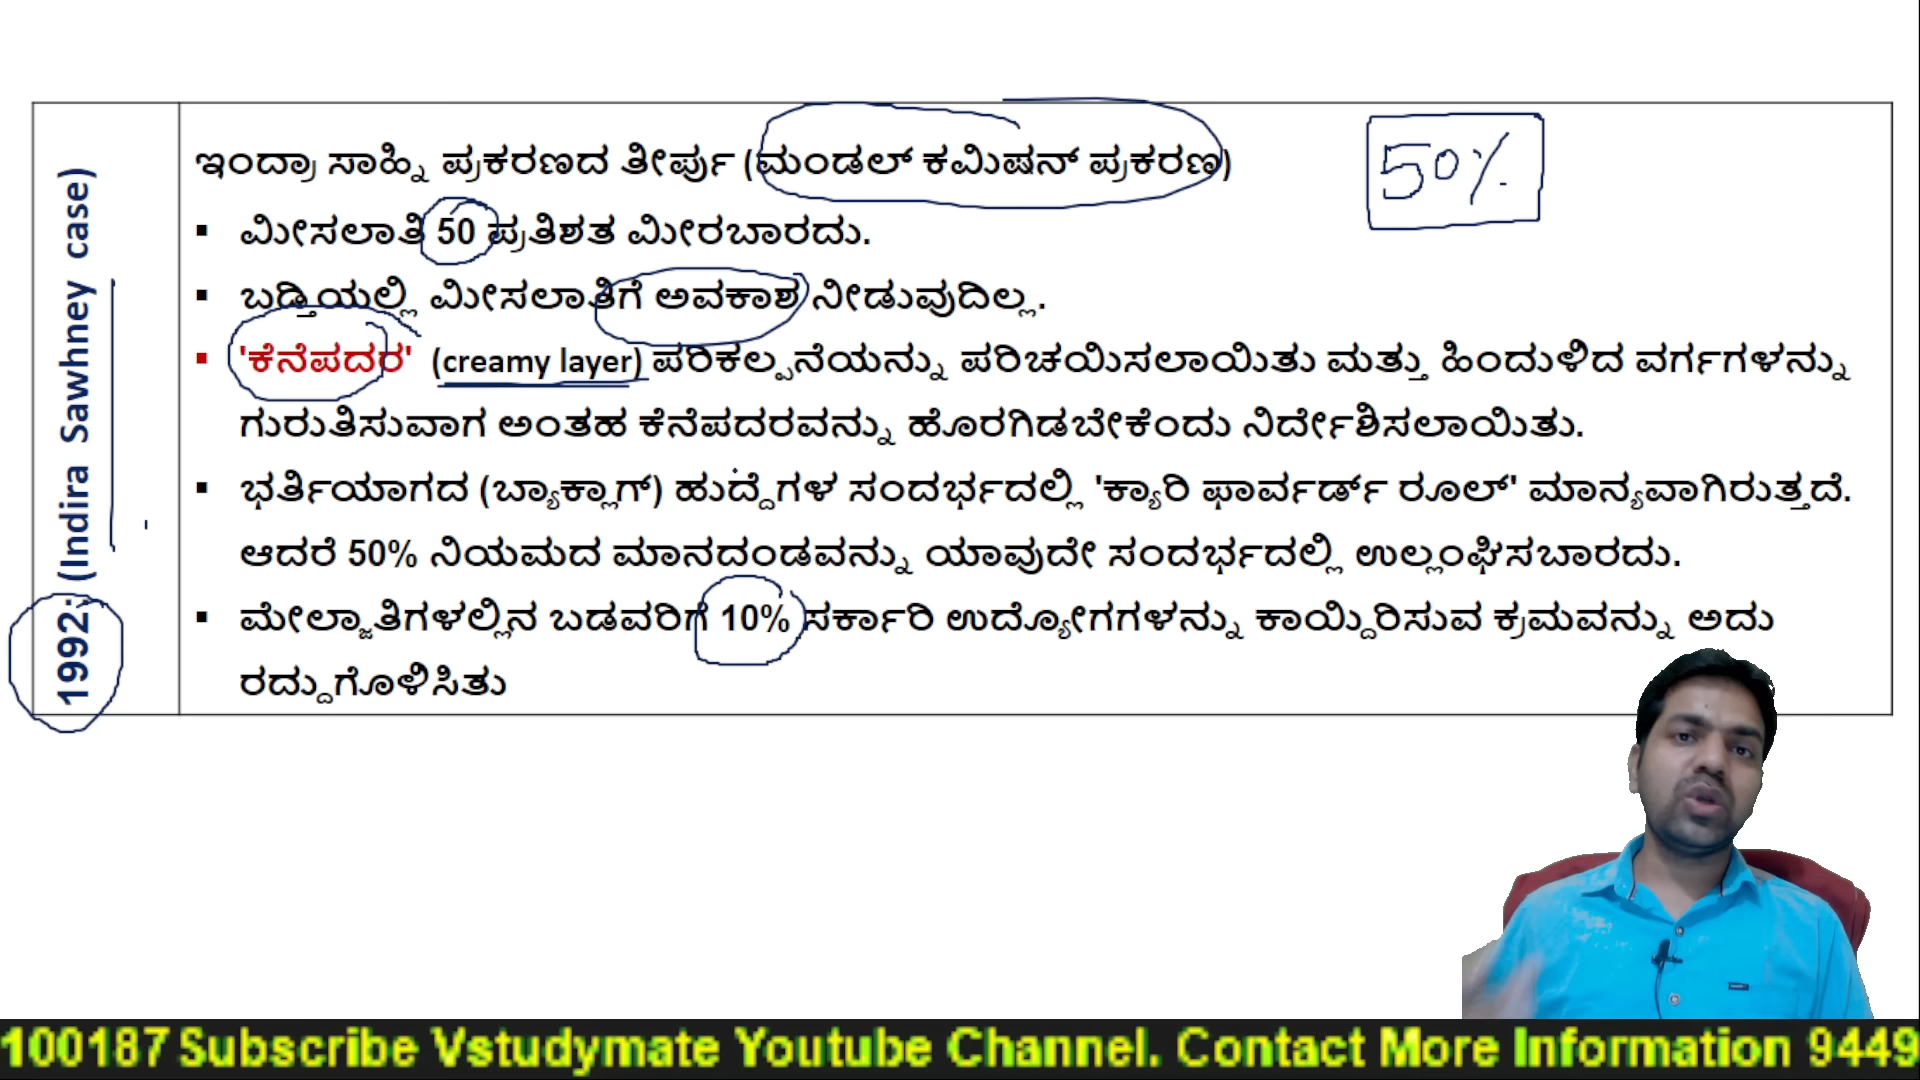 1992: (Indira Sawhney case)
ಇಂದ್ರಾ ಸಾಹ್ನಿ ಪ್ರಕರಣದ ತೀರ್ಪು (ಮಂಡಲ್ ಕಮಿಷನ್ ಪ್ರಕರಣ)
50%
▪ ಮೀಸಲಾತಿ 50 ಪ್ರತಿಶತ ಮೀರಬಾರದು.
▪ ಬಡ್ತಿಯಲ್ಲಿ ಮೀಸಲಾತಿಗೆ ಅವಕಾಶ ನೀಡುವುದಿಲ್ಲ.
▪ 'ಕೆನೆಪದರ' (creamy layer) ಪರಿಕಲ್ಪನೆಯನ್ನು ಪರಿಚಯಿಸಲಾಯಿತು ಮತ್ತು ಹಿಂದುಳಿದ ವರ್ಗಗಳನ್ನು
ಗುರುತಿಸುವಾಗ ಅಂತಹ ಕೆನೆಪದರವನ್ನು ಹೊರಗಿಡಬೇಕೆಂದು ನಿರ್ದೇಶಿಸಲಾಯಿತು.
▪ ಭರ್ತಿಯಾಗದ (ಬ್ಯಾಕ್ಲಾಗ್) ಹುದ್ದೆಗಳ ಸಂದರ್ಭದಲ್ಲಿ 'ಕ್ಯಾರಿ ಫಾರ್ವರ್ಡ್ ರೂಲ್' ಮಾನ್ಯವಾಗಿರುತ್ತದೆ.
ಆದರೆ 50% ನಿಯಮದ ಮಾನದಂಡವನ್ನು ಯಾವುದೇ ಸಂದರ್ಭದಲ್ಲಿ ಉಲ್ಲಂಘಿಸಬಾರದು.
▪ ಮೇಲ್ಜಾತಿಗಳಲ್ಲಿನ ಬಡವರಿಗೆ 10% ಸರ್ಕಾರಿ ಉದ್ಯೋಗಗಳನ್ನು ಕಾಯ್ದಿರಿಸುವ ಕ್ರಮವನ್ನು ಅದು
ರದ್ದುಗೊಳಿಸಿತು
100187 Subscribe Vstudymate Youtube Channel. Contact More Information 9449